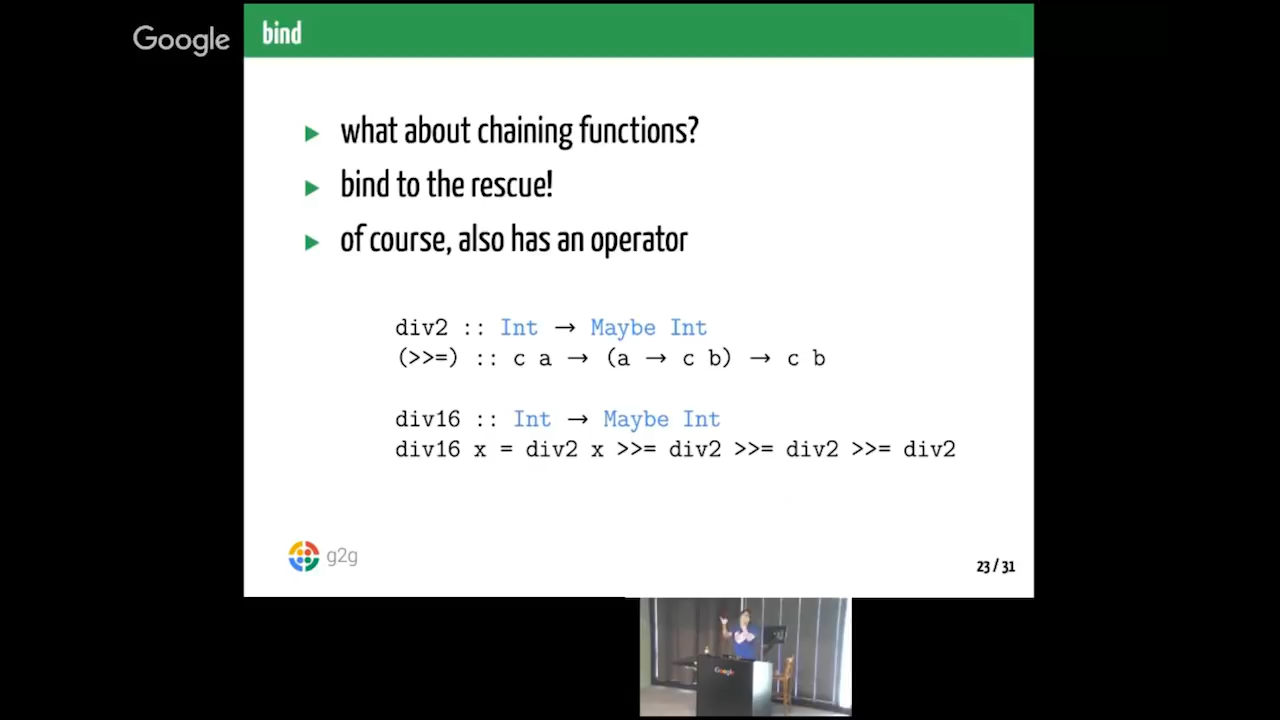 Google
bind
what about chaining functions?
bind to the rescue!
of course, also has an operator
div2 :: Int → Maybe Int
(>>=) :: c a → (a → c b) → c b
div16 :: Int → Maybe Int
div16 x = div2 x >>= div2 >>= div2 >>= div2
g2g
23 / 31
Google